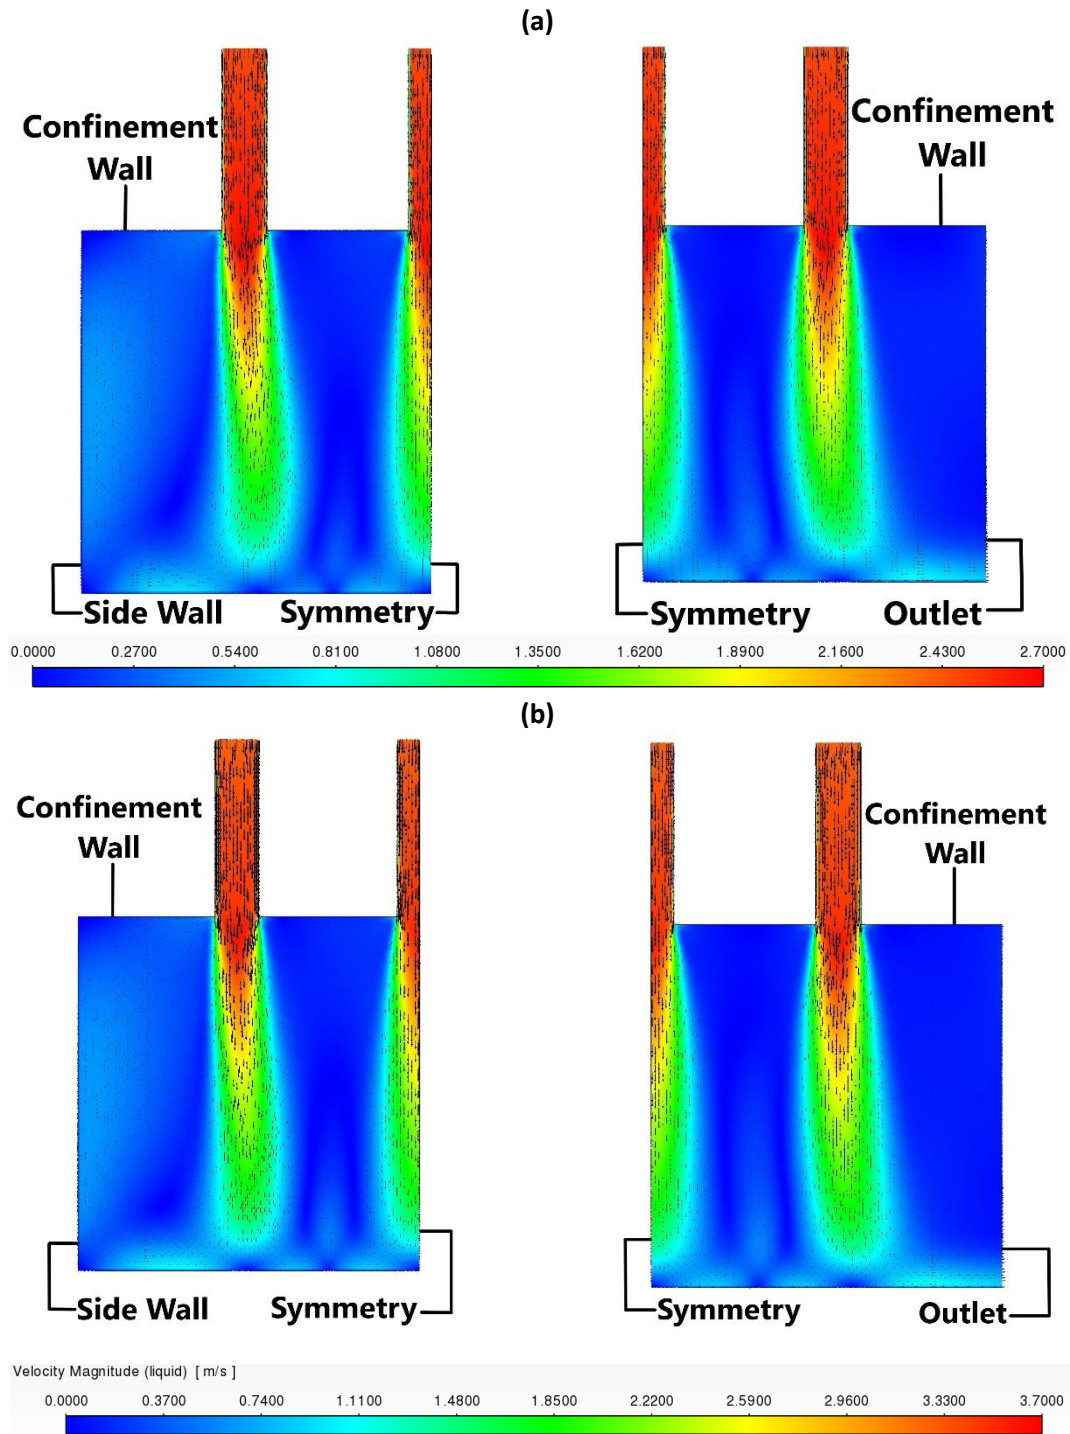 (a)
Confinement
Wall
Confinement
Wall
Side Wall
Symmetry
Symmetry
Outlet
0.0000 0.2700 0.5400 0.8100 1.0800 1.3500 1.6200 1.8900 2.1600 2.4300 2.7000
(b)
Confinement
Wall
Confinement
Wall
Side Wall
Symmetry
Symmetry
Outlet
Velocity Magnitude (liquid) [ m/s ]
0.0000 0.3700 0.7400 1.1100 1.4800 1.8500 2.2200 2.5900 2.9600 3.3300 3.7000